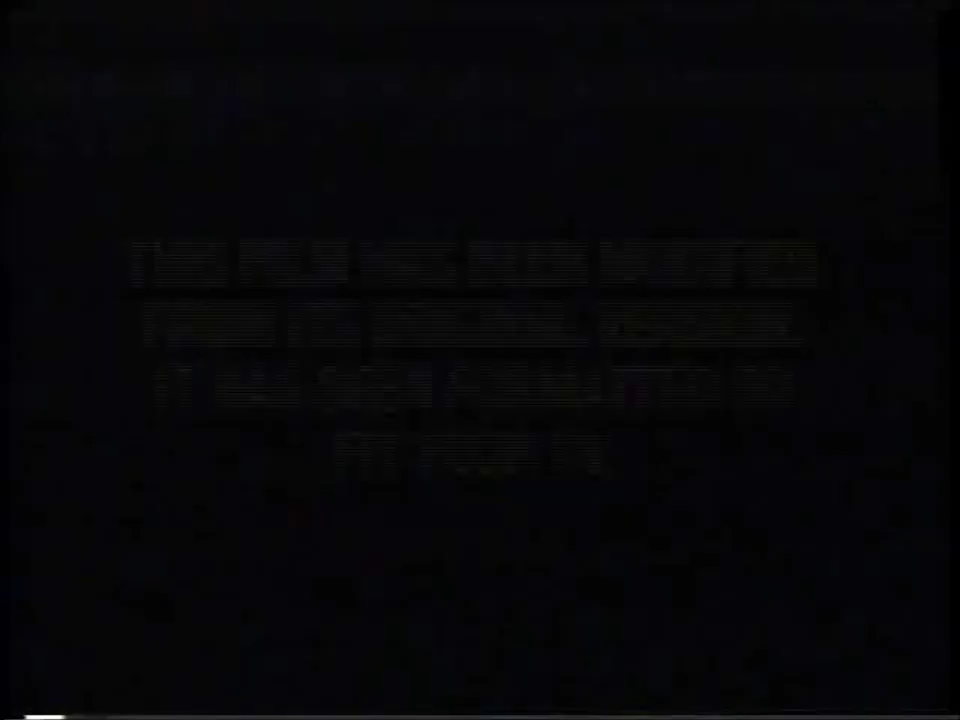 THIS FILM HAS BEEN MODIFIED
FROM ITS ORIGINAL VERSION.
IT HAS BEEN FORMATTED TO
FIT YOUR TV.